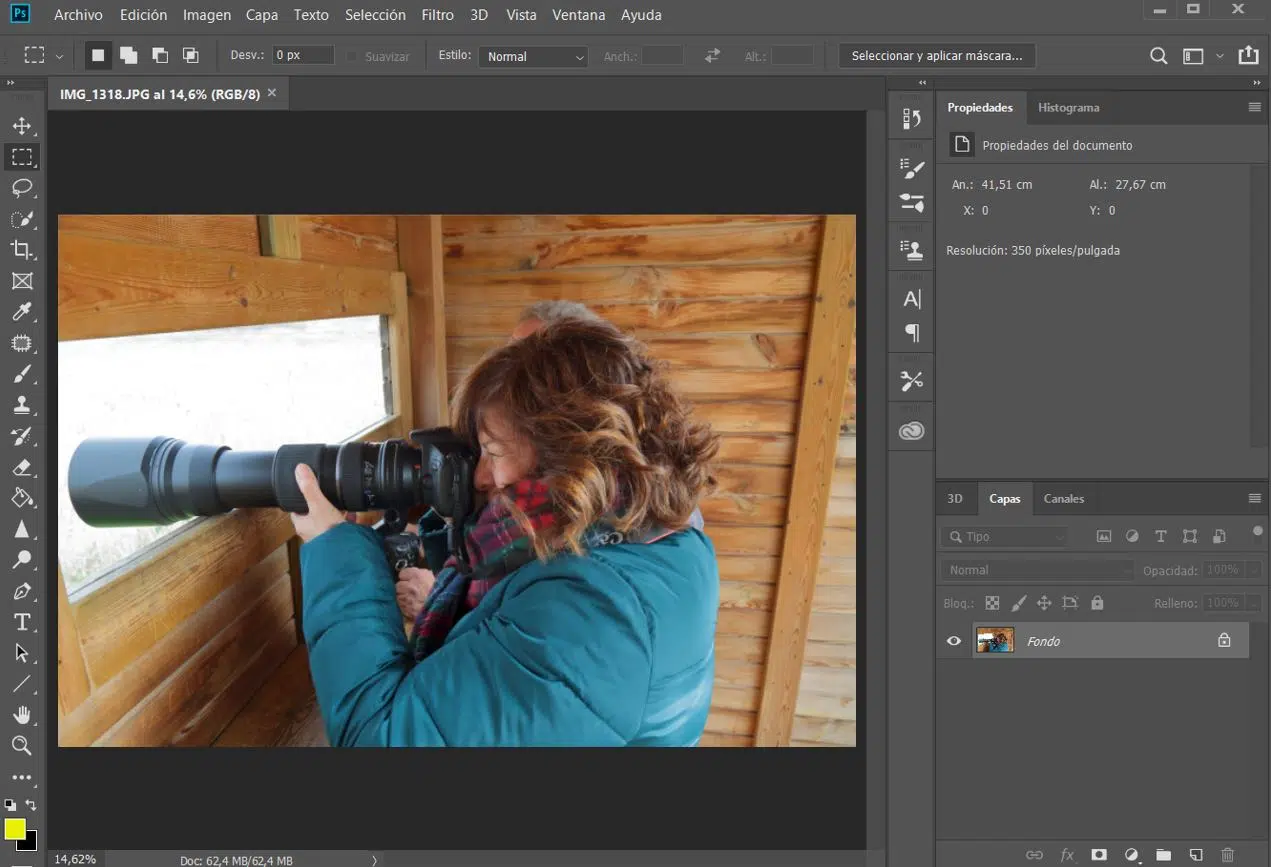 Ps Archivo Edición Imagen Capa Texto Selección Filtro 3D Vista Ventana Ayuda
Desv.: 0 px Suavizar Estilo: Normal Anch.: Alt.: Seleccionar y aplicar máscara...
IMG_1318.JPG al 14,6% (RGB/8)
Propiedades Histograma
Propiedades del documento
An.: 41,51 cm Al.: 27,67 cm
X: 0 Y: 0
Resolución: 350 píxeles/pulgada
3D Capas Canales
Tipo
Normal Opacidad: 100%
Bloq.: Relleno: 100%
Fondo
fx
14,62% Doc: 62,4 MB/62,4 MB